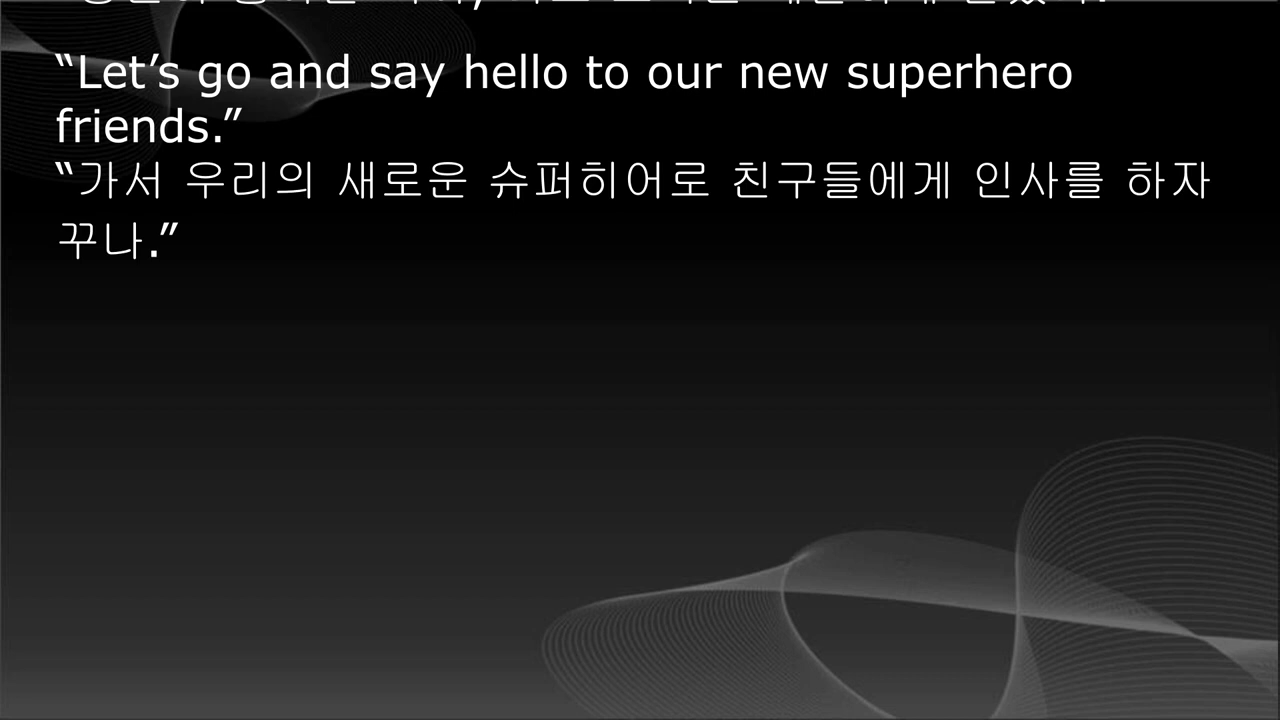 “Let’s go and say hello to our new superhero
friends.”
“가서 우리의 새로운 슈퍼히어로 친구들에게 인사를 하자
꾸나.”